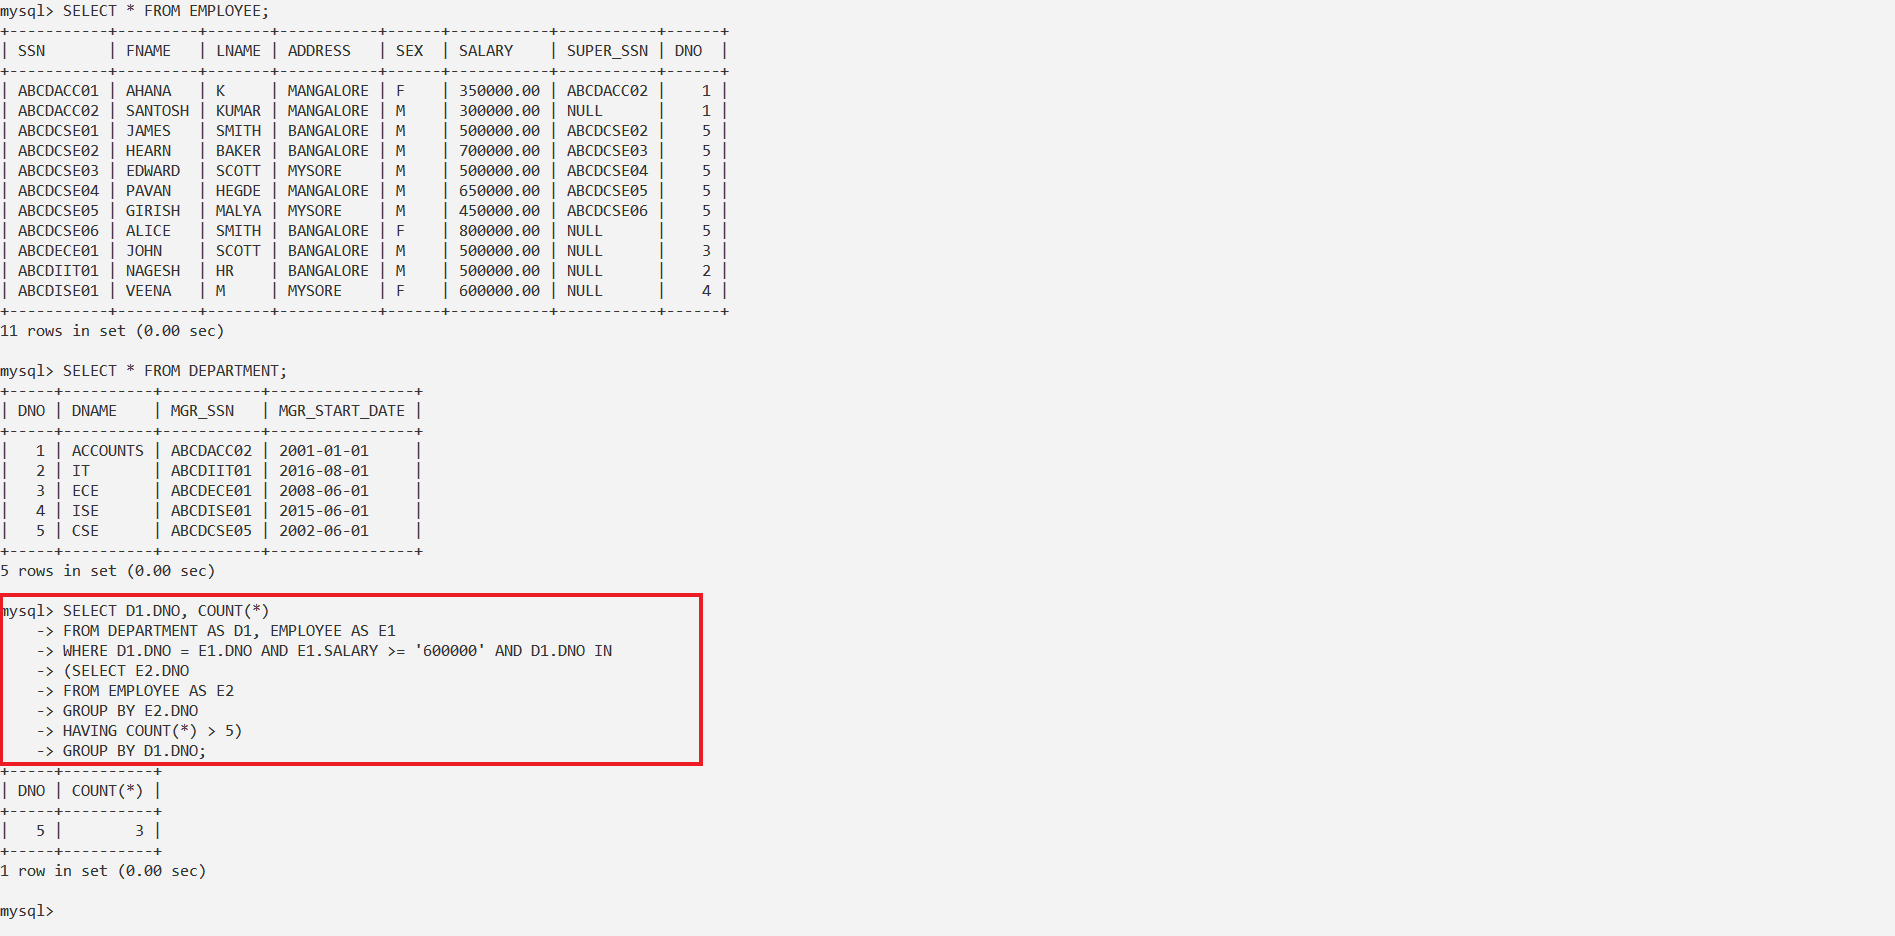 mysql> SELECT * FROM EMPLOYEE;
+-----------+---------+-------+-----------+------+-----------+-----------+------+
| SSN       | FNAME   | LNAME | ADDRESS   | SEX  | SALARY    | SUPER_SSN | DNO  |
+-----------+---------+-------+-----------+------+-----------+-----------+------+
| ABCDACC01 | AHANA   | K     | MANGALORE | F    | 350000.00 | ABCDACC02 |    1 |
| ABCDACC02 | SANTOSH | KUMAR | MANGALORE | M    | 300000.00 | NULL      |    1 |
| ABCDCSE01 | JAMES   | SMITH | BANGALORE | M    | 500000.00 | ABCDCSE02 |    5 |
| ABCDCSE02 | HEARN   | BAKER | BANGALORE | M    | 700000.00 | ABCDCSE03 |    5 |
| ABCDCSE03 | EDWARD  | SCOTT | MYSORE    | M    | 500000.00 | ABCDCSE04 |    5 |
| ABCDCSE04 | PAVAN   | HEGDE | MANGALORE | M    | 650000.00 | ABCDCSE05 |    5 |
| ABCDCSE05 | GIRISH  | MALYA | MYSORE    | M    | 450000.00 | ABCDCSE06 |    5 |
| ABCDCSE06 | ALICE   | SMITH | BANGALORE | F    | 800000.00 | NULL      |    5 |
| ABCDECE01 | JOHN    | SCOTT | BANGALORE | M    | 500000.00 | NULL      |    3 |
| ABCDIIT01 | NAGESH  | HR    | BANGALORE | M    | 500000.00 | NULL      |    2 |
| ABCDISE01 | VEENA   | M     | MYSORE    | F    | 600000.00 | NULL      |    4 |
+-----------+---------+-------+-----------+------+-----------+-----------+------+
11 rows in set (0.00 sec)

mysql> SELECT * FROM DEPARTMENT;
+-----+----------+-----------+----------------+
| DNO | DNAME    | MGR_SSN   | MGR_START_DATE |
+-----+----------+-----------+----------------+
|   1 | ACCOUNTS | ABCDACC02 | 2001-01-01     |
|   2 | IT       | ABCDIIT01 | 2016-08-01     |
|   3 | ECE      | ABCDECE01 | 2008-06-01     |
|   4 | ISE      | ABCDISE01 | 2015-06-01     |
|   5 | CSE      | ABCDCSE05 | 2002-06-01     |
+-----+----------+-----------+----------------+
5 rows in set (0.00 sec)

mysql> SELECT D1.DNO, COUNT(*)
    -> FROM DEPARTMENT AS D1, EMPLOYEE AS E1
    -> WHERE D1.DNO = E1.DNO AND E1.SALARY >= '600000' AND D1.DNO IN
    -> (SELECT E2.DNO
    -> FROM EMPLOYEE AS E2
    -> GROUP BY E2.DNO
    -> HAVING COUNT(*) > 5)
    -> GROUP BY D1.DNO;
+-----+----------+
| DNO | COUNT(*) |
+-----+----------+
|   5 |        3 |
+-----+----------+
1 row in set (0.00 sec)

mysql>